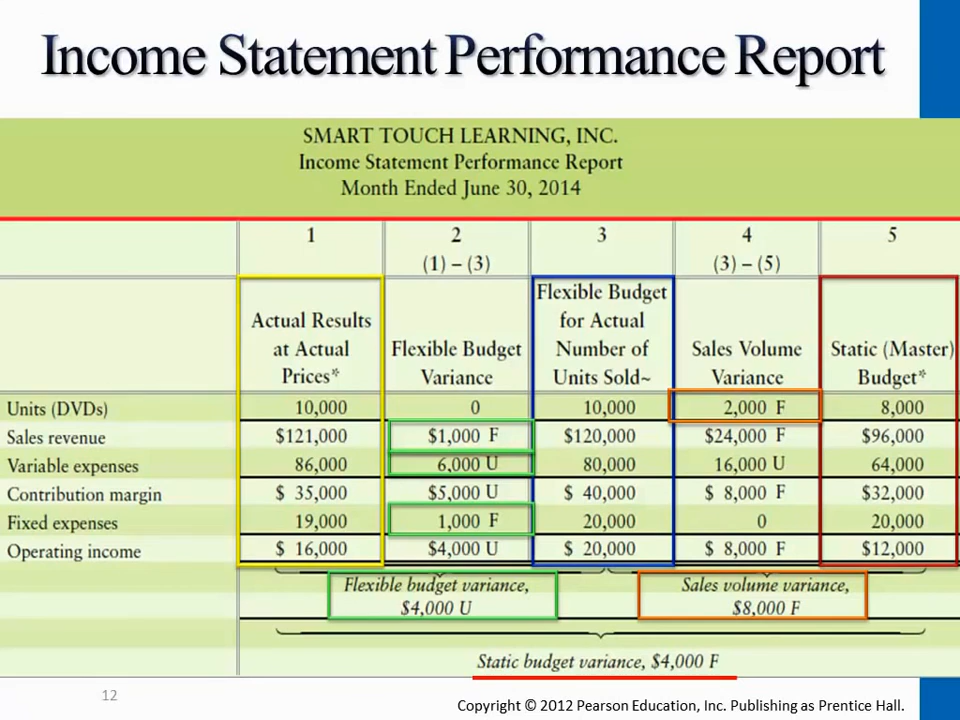 Income Statement Performance Report
SMART TOUCH LEARNING, INC.
Income Statement Performance Report
Month Ended June 30, 2014
1 2 3 4 5
(1) – (3) (3) – (5)
Actual Results at Actual Prices* Flexible Budget Variance Flexible Budget for Actual Number of Units Sold~ Sales Volume Variance Static (Master) Budget*
Units (DVDs) 10,000 0 10,000 2,000 F 8,000
Sales revenue $121,000 $1,000 F $120,000 $24,000 F $96,000
Variable expenses 86,000 6,000 U 80,000 16,000 U 64,000
Contribution margin $ 35,000 $5,000 U $ 40,000 $ 8,000 F $32,000
Fixed expenses 19,000 1,000 F 20,000 0 20,000
Operating income $ 16,000 $4,000 U $ 20,000 $ 8,000 F $12,000
Flexible budget variance, Sales volume variance,
$4,000 U $8,000 F
Static budget variance, $4,000 F
12
Copyright © 2012 Pearson Education, Inc. Publishing as Prentice Hall.